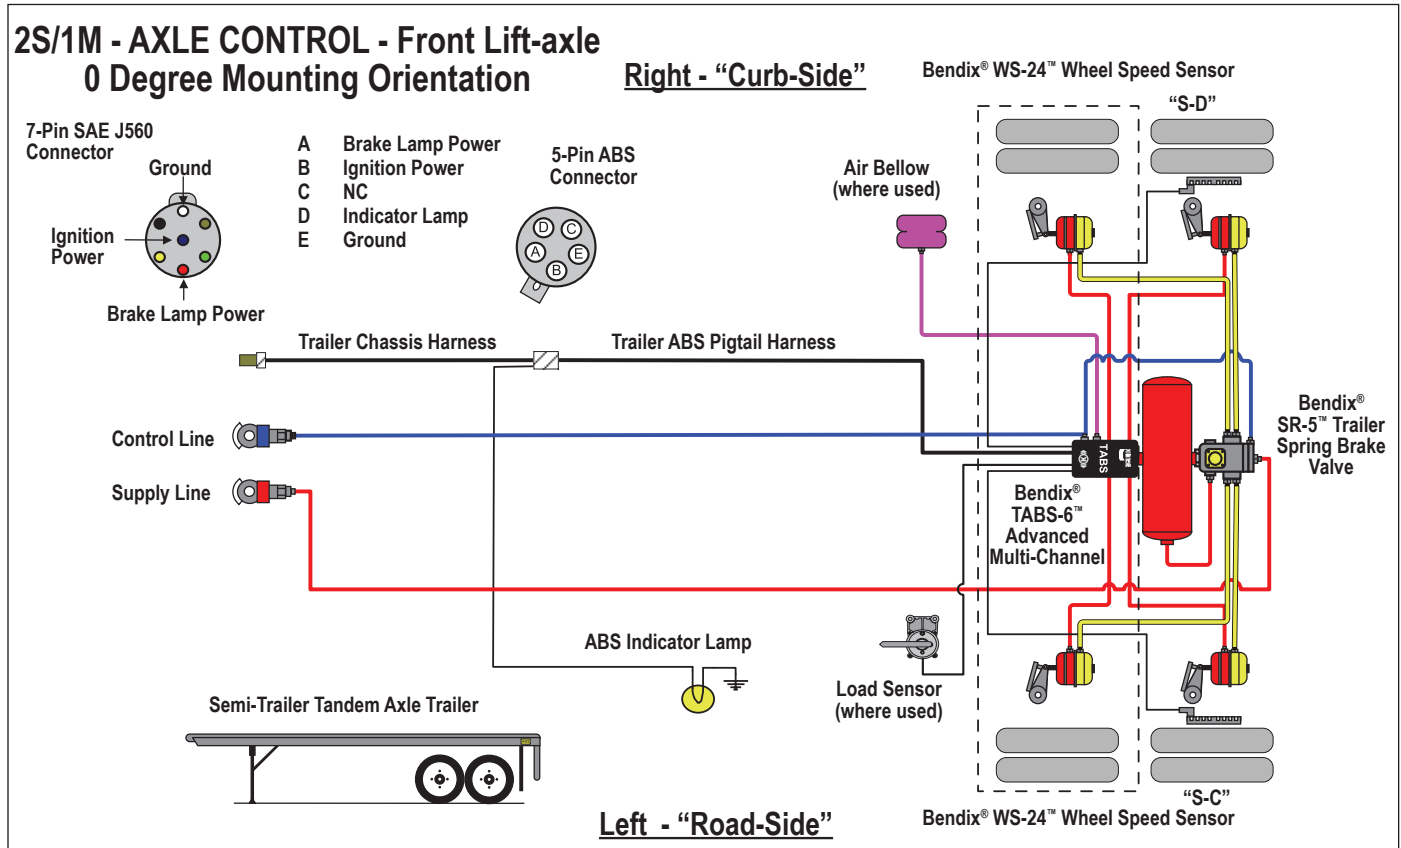 2S/1M - AXLE CONTROL - Front Lift-axle
0 Degree Mounting Orientation
Right - “Curb-Side”
Bendix® WS-24™ Wheel Speed Sensor
“S-D”
7-Pin SAE J560
Connector
Ground
Ignition
Power
Brake Lamp Power
A Brake Lamp Power
B Ignition Power
C NC
D Indicator Lamp
E Ground
5-Pin ABS
Connector
D
C
A
E
B
Air Bellow
(where used)
Trailer Chassis Harness
Trailer ABS Pigtail Harness
Control Line
Supply Line
TABS
Bendix®
SR-5™ Trailer
Spring Brake
Valve
Bendix®
TABS-6™
Advanced
Multi-Channel
ABS Indicator Lamp
Load Sensor
(where used)
Semi-Trailer Tandem Axle Trailer
“S-C”
Bendix® WS-24™ Wheel Speed Sensor
Left - “Road-Side”